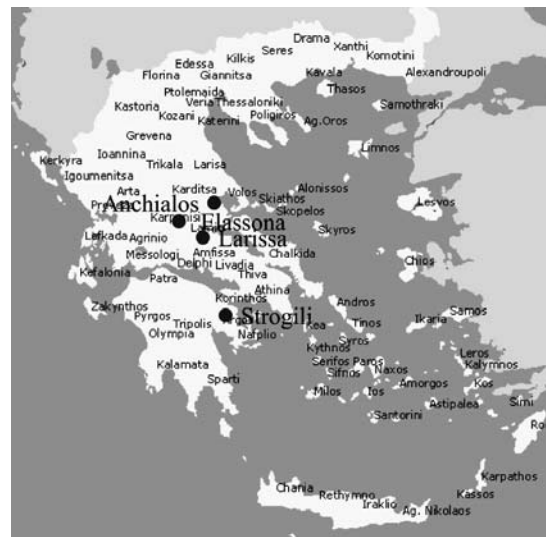 Drama
Xanthi
Seres
Komotini
Edessa
Kilkis
Florina
Giannitsa
Kavala
Alexandroupoli
Ptolemaida
Thasos
Kastoria
Veria
Thessaloniki
Samothraki
Kozani
Katerini
Poligiros
Ag.Oros
Grevena
Limnos
Kerkyra
Ioannina
Trikala
Larisa
Igoumenitsa
Arta
Karditsa
Volos
Alonissos
Skiathos
Anchialos
Lesvos
Skopelos
Elassona
Lefkada
Agrinio
Larissa
Skyros
Messologi
Amfissa
Chalkida
Delphi
Livadia
Chios
Kefalonia
Patra
Thiva
Athina
Korinthos
Andros
Zakynthos
Samos
Pyrgos
Strogili
Ikaria
Tripolis
Kea
Tinos
Olympia
Nafplio
Syros
Kythnos
Leros
Serifos
Paros
Kalymnos
Kalamata
Sifnos
Naxos
Sparti
Amorgos
Kos
Milos
Ios
Simi
Astipalea
Santorini
Ro
Karpathos
Chania
Rethymno
Kassos
Iraklio
Ag. Nikolaos